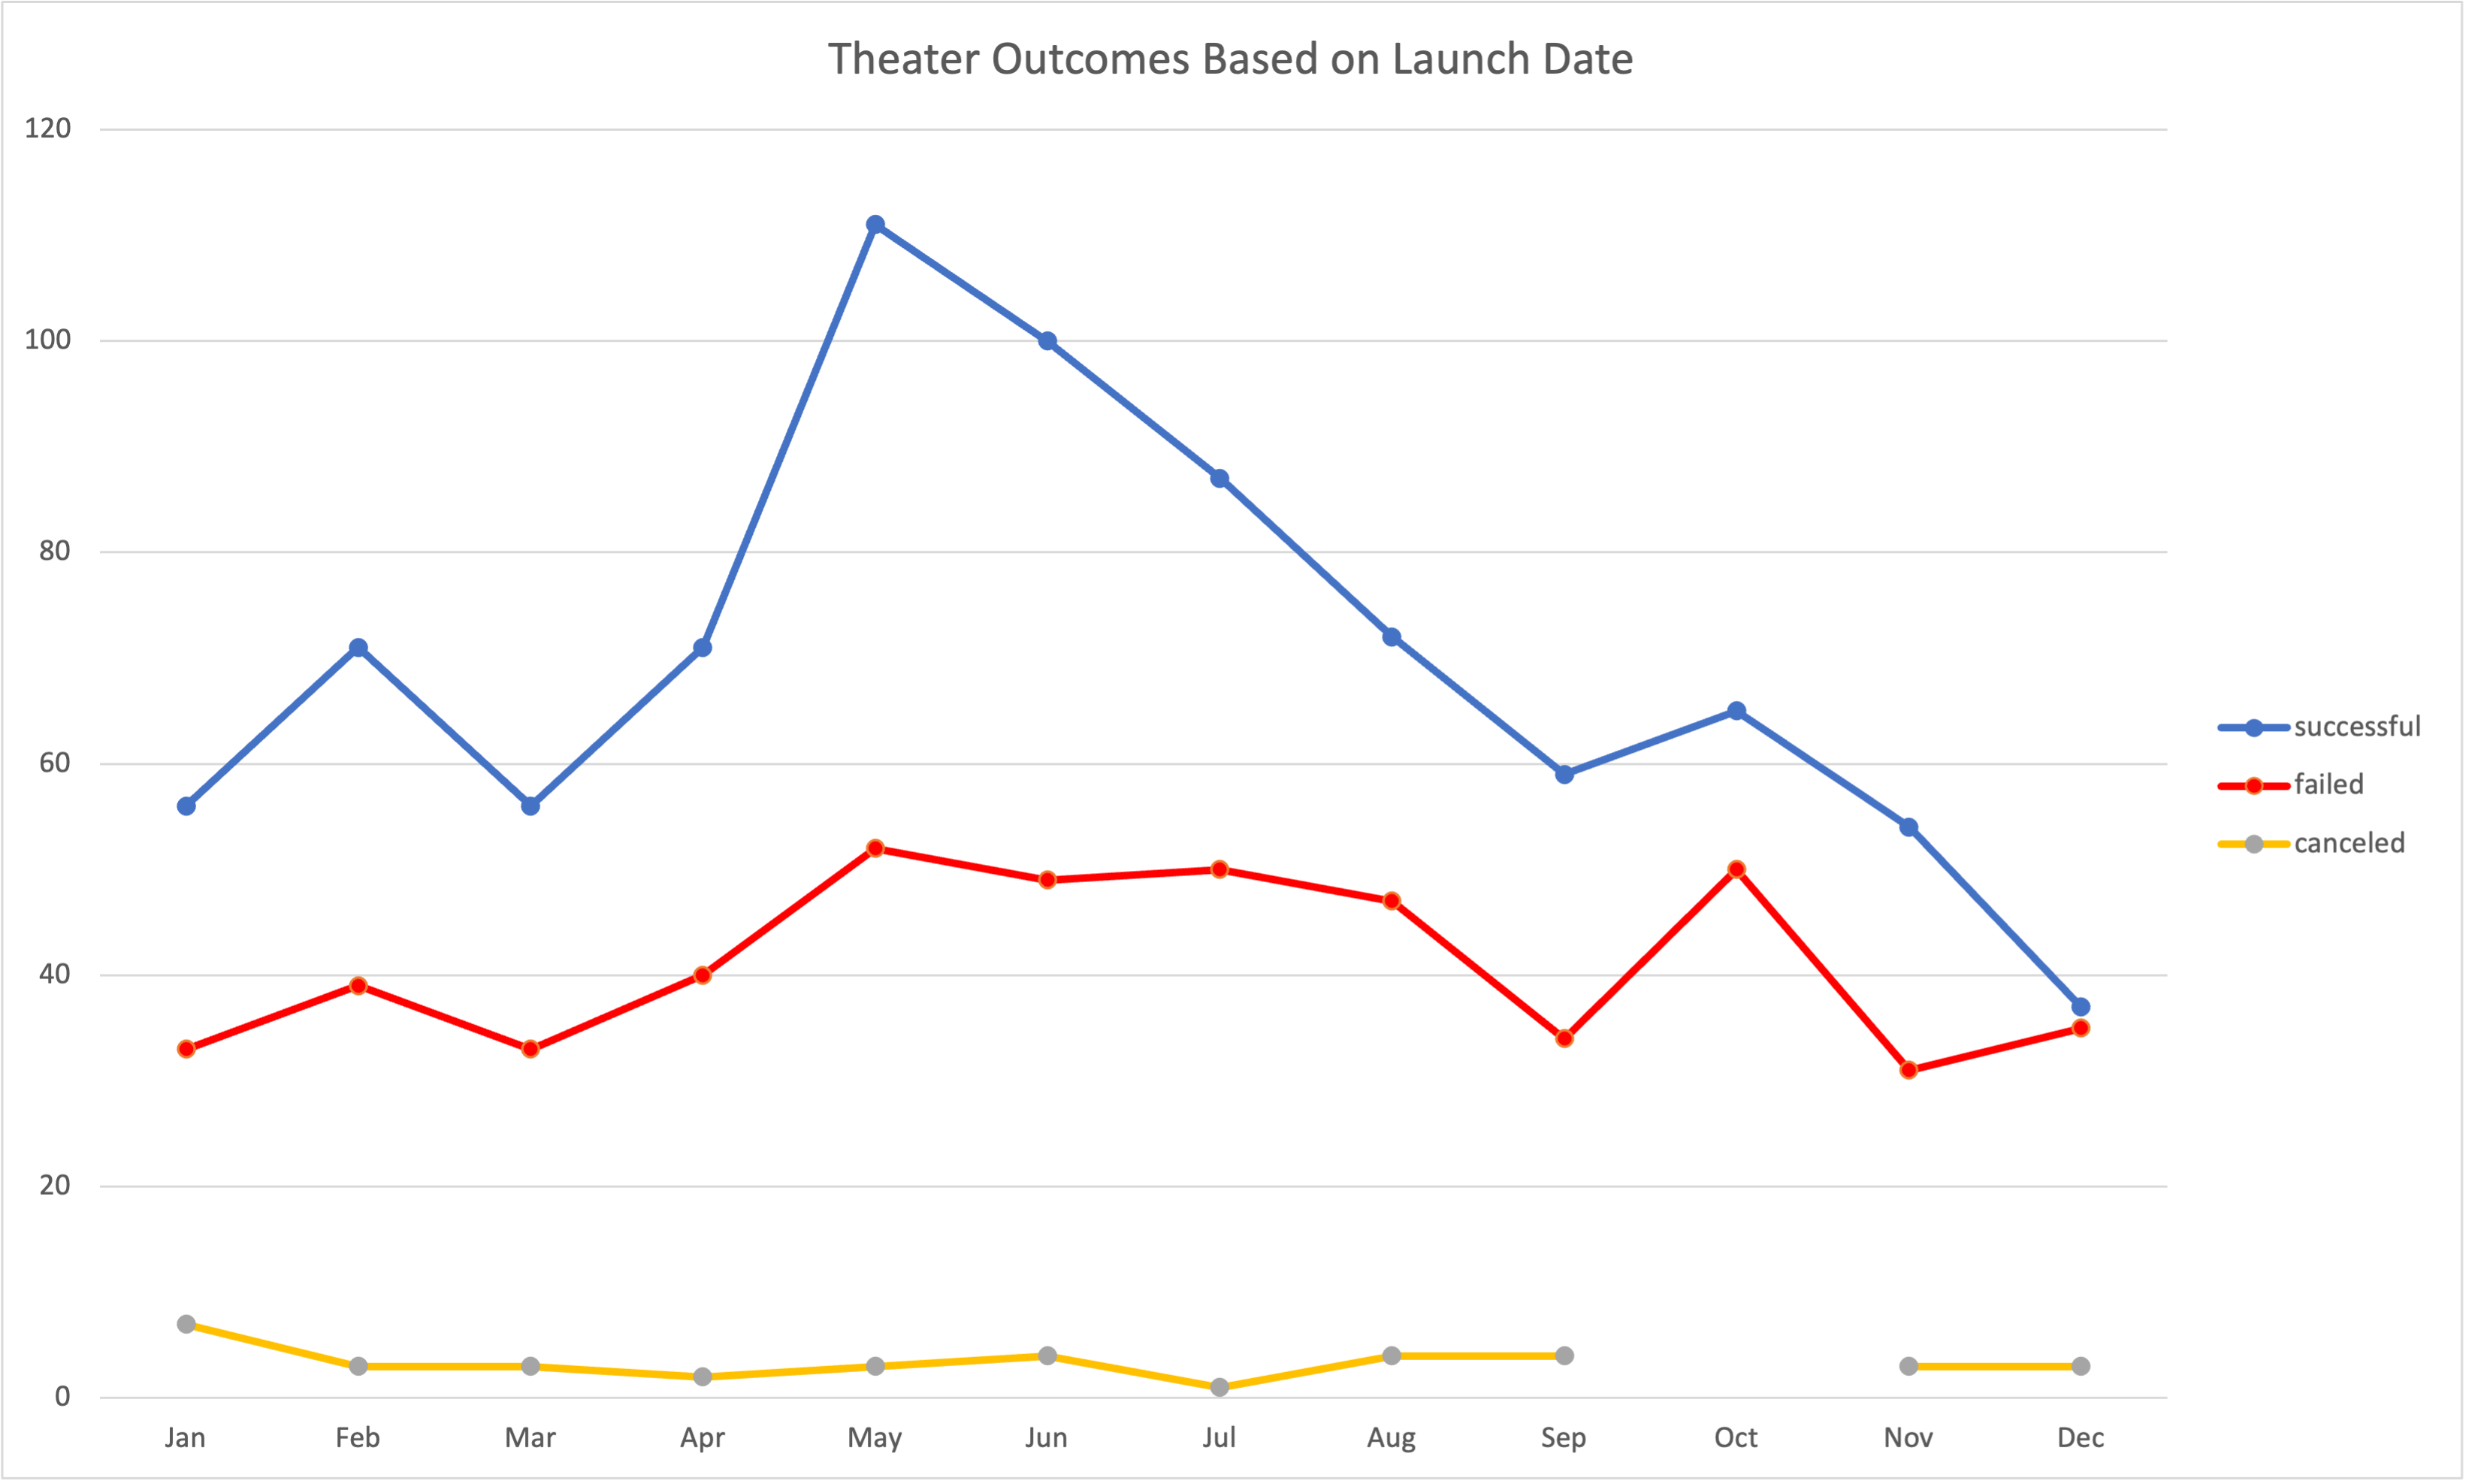 Theater Outcomes Based on Launch Date
120
100
80
60
40
20
0
Jan Feb Mar Apr May Jun Jul Aug Sep Oct Nov Dec
successful
failed
canceled